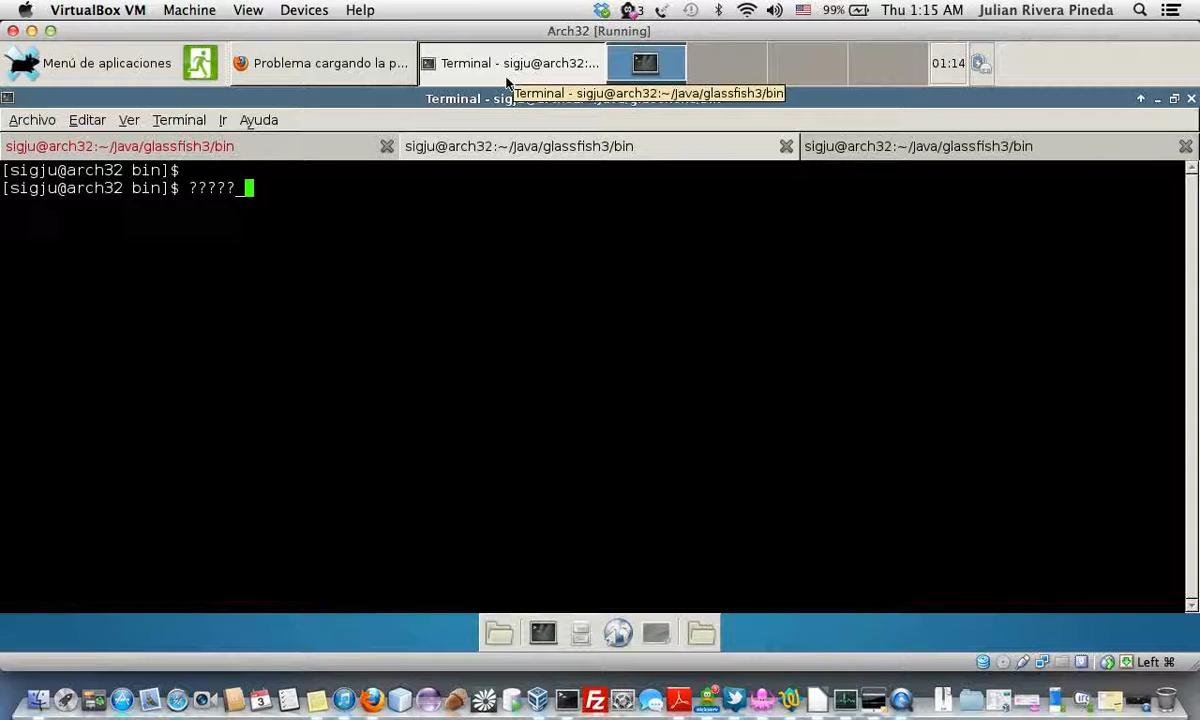 VirtualBox VM Machine View Devices Help 3 99% Thu 1:15 AM Julian Rivera Pineda
Arch32 [Running]
Menú de aplicaciones Problema cargando la p... Terminal - sigju@arch32:... 01:14
Terminal - sigju@arch32:~/Java/glassfish3/bin
Terminal - sig
Archivo Editar Ver Terminal Ir Ayuda
sigju@arch32:~/Java/glassfish3/bin sigju@arch32:~/Java/glassfish3/bin sigju@arch32:~/Java/glassfish3/bin
[sigju@arch32 bin]$
[sigju@arch32 bin]$ ?????_
Left ⌘